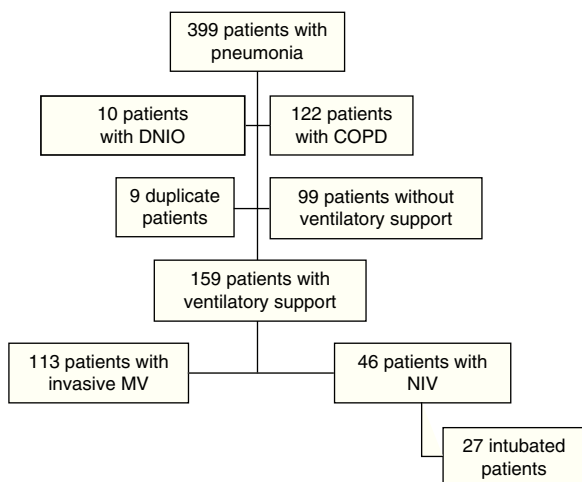 399 patients with
pneumonia
10 patients
with DNIO
122 patients
with COPD
9 duplicate
patients
99 patients without
ventilatory support
159 patients with
ventilatory support
113 patients with
invasive MV
46 patients with
NIV
27 intubated
patients